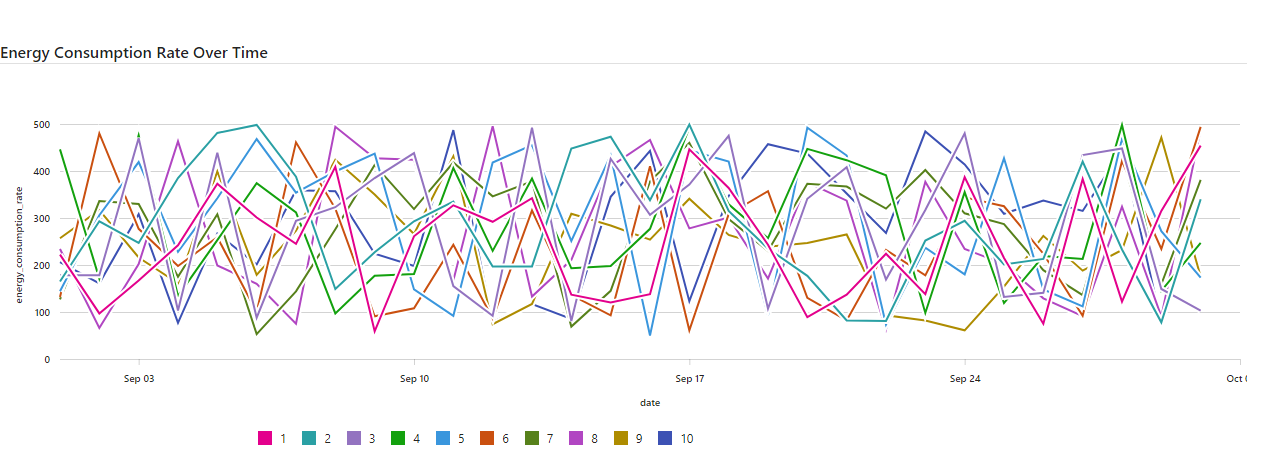 Energy Consumption Rate Over Time
energy_consumption_rate
500
400
300
200
100
0
Sep 03 Sep 10 Sep 17 Sep 24 Oct
date
1 2 3 4 5 6 7 8 9 10